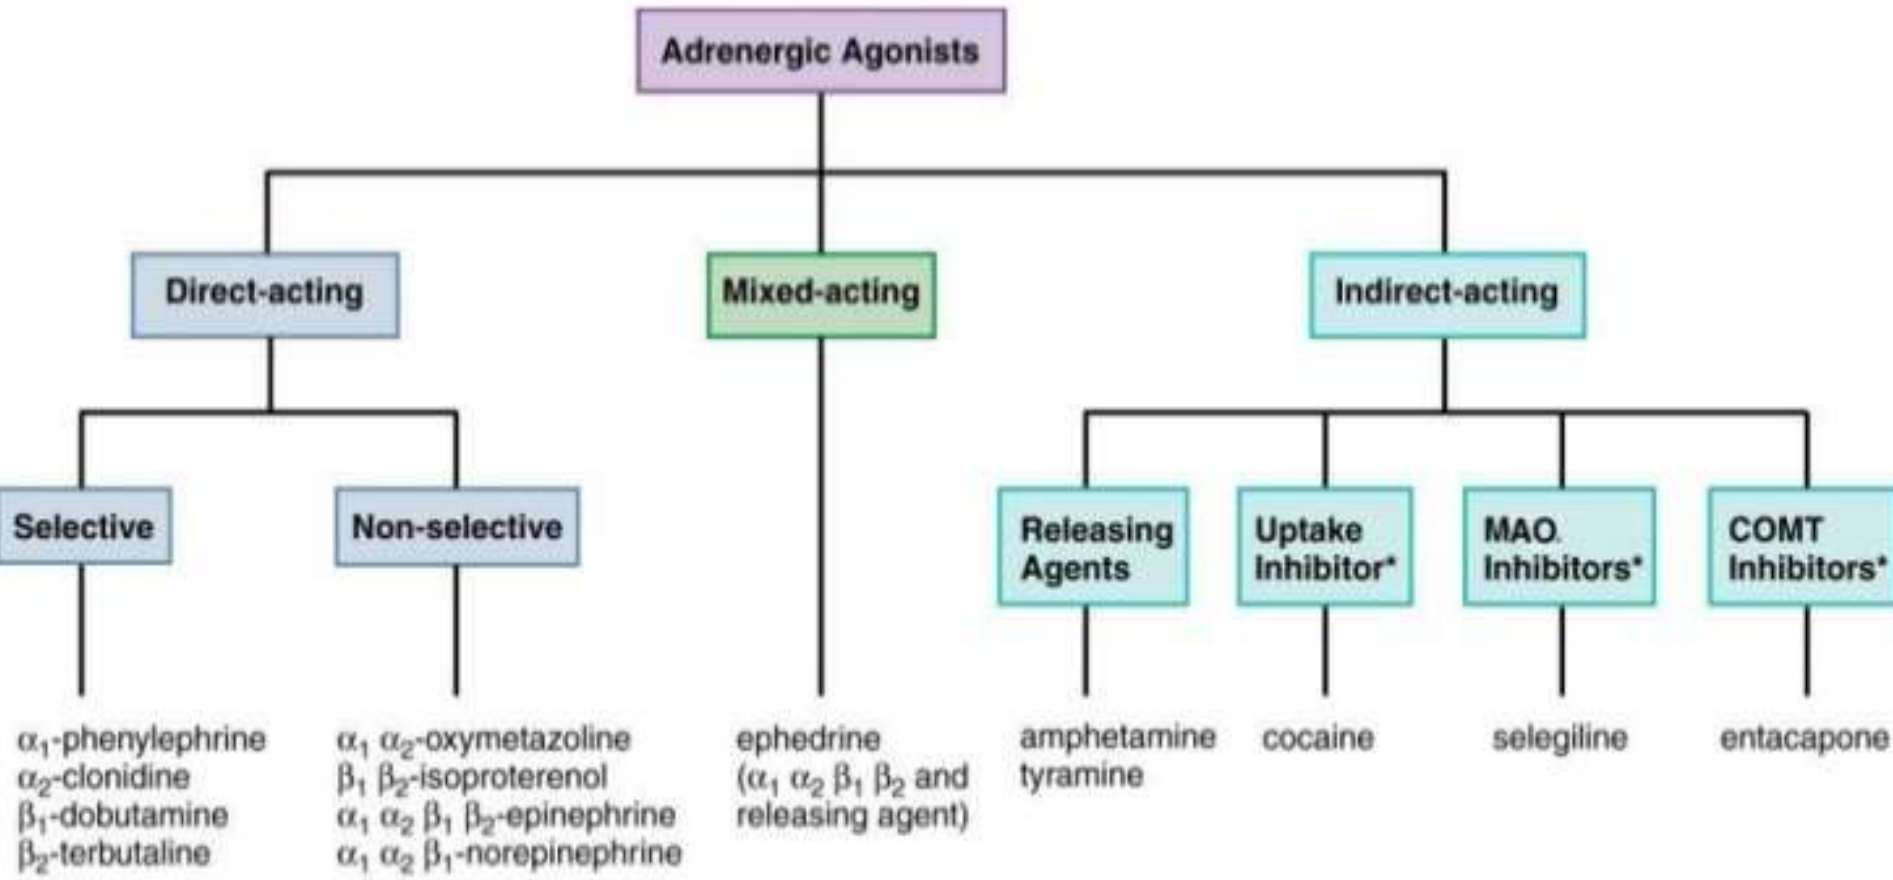 Adrenergic Agonists
Direct-acting
Mixed-acting
Indirect-acting
Selective
Non-selective
Releasing
Agents
Uptake
Inhibitor*
MAO.
Inhibitors*
COMT
Inhibitors*
α₁-phenylephrine
α₂-clonidine
β₁-dobutamine
β₂-terbutaline
α₁ α₂-oxymetazoline
β₁ β₂-isoproterenol
α₁ α₂ β₁ β₂-epinephrine
α₁ α₂ β₁-norepinephrine
ephedrine
(α₁ α₂ β₁ β₂ and
releasing agent)
amphetamine
tyramine
cocaine
selegiline
entacapone